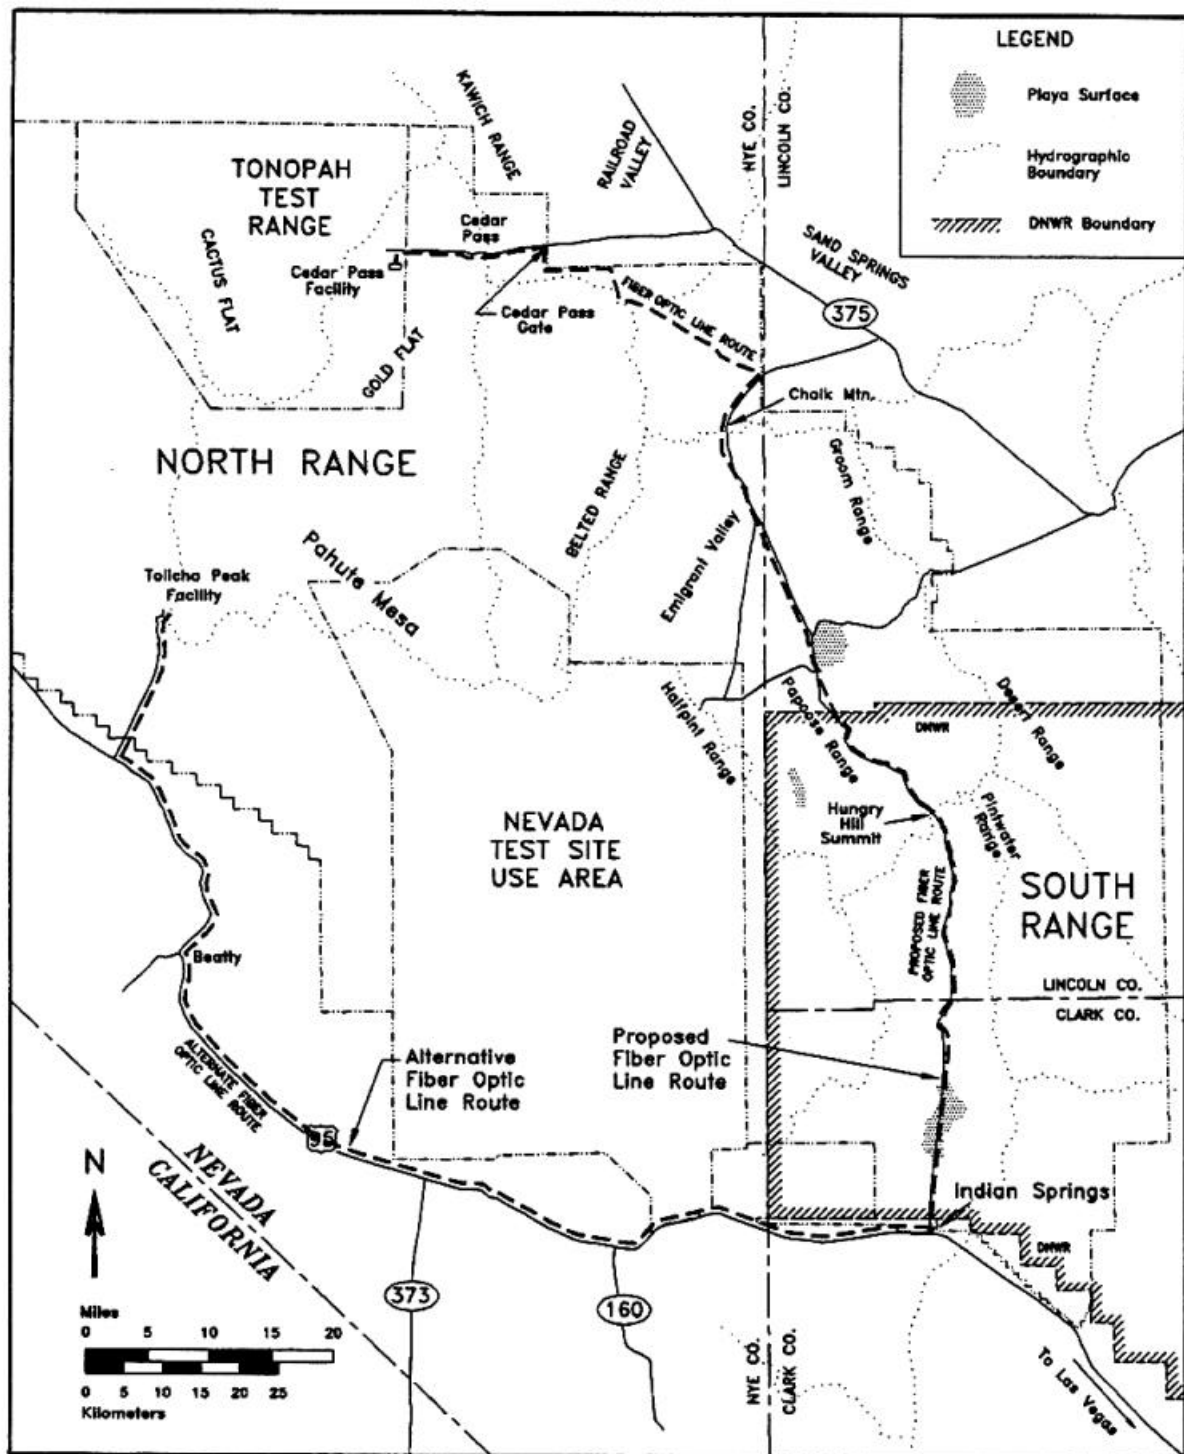 LEGEND
Playa Surface
Hydrographic
Boundary
DNWR Boundary
KAWICH RANGE
RAILROAD
VALLEY
NYE CO.
LINCOLN CO.
TONOPAH
TEST
RANGE
CACTUS FLAT
Cedar
Pass
Cedar Pass
Facility
Cedar Pass
Gate
GOLD FLAT
FIBER OPTIC LINE ROUTE
SAND SPRINGS
VALLEY
375
Chalk Mtn.
NORTH RANGE
BELTED RANGE
Groom Range
Emigrant Valley
Pahute Mesa
Tolicha Peak
Facility
Halfpint Range
Papoose Range
DNWR
Desert Range
Hungry
Hill
Summit
Pintwater
Range
NEVADA
TEST SITE
USE AREA
SOUTH
RANGE
PROPOSED FIBER
OPTIC LINE ROUTE
Beatty
LINCOLN CO.
CLARK CO.
Proposed
Fiber Optic
Line Route
ALTERNATE FIBER
OPTIC LINE ROUTE
Alternative
Fiber Optic
Line Route
95
N
NEVADA
CALIFORNIA
Indian Springs
DNWR
373
160
Miles
0 5 10 15 20
0 5 10 15 20 25
Kilometers
NYE CO.
CLARK CO.
To Las Vegas